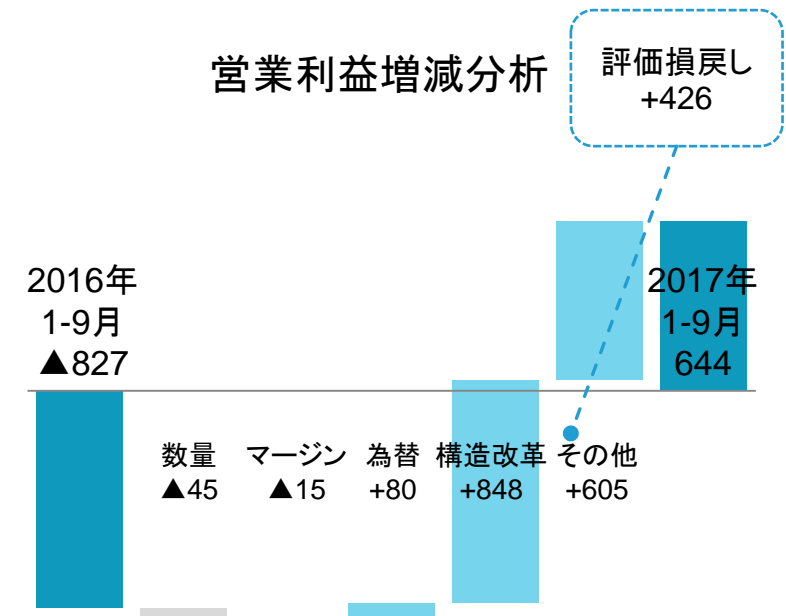 営業利益増減分析
評価損戻し
+426
2016年
1-9月
▲827
2017年
1-9月
644
数量
▲45
マージン
▲15
為替
+80
構造改革
+848
その他
+605